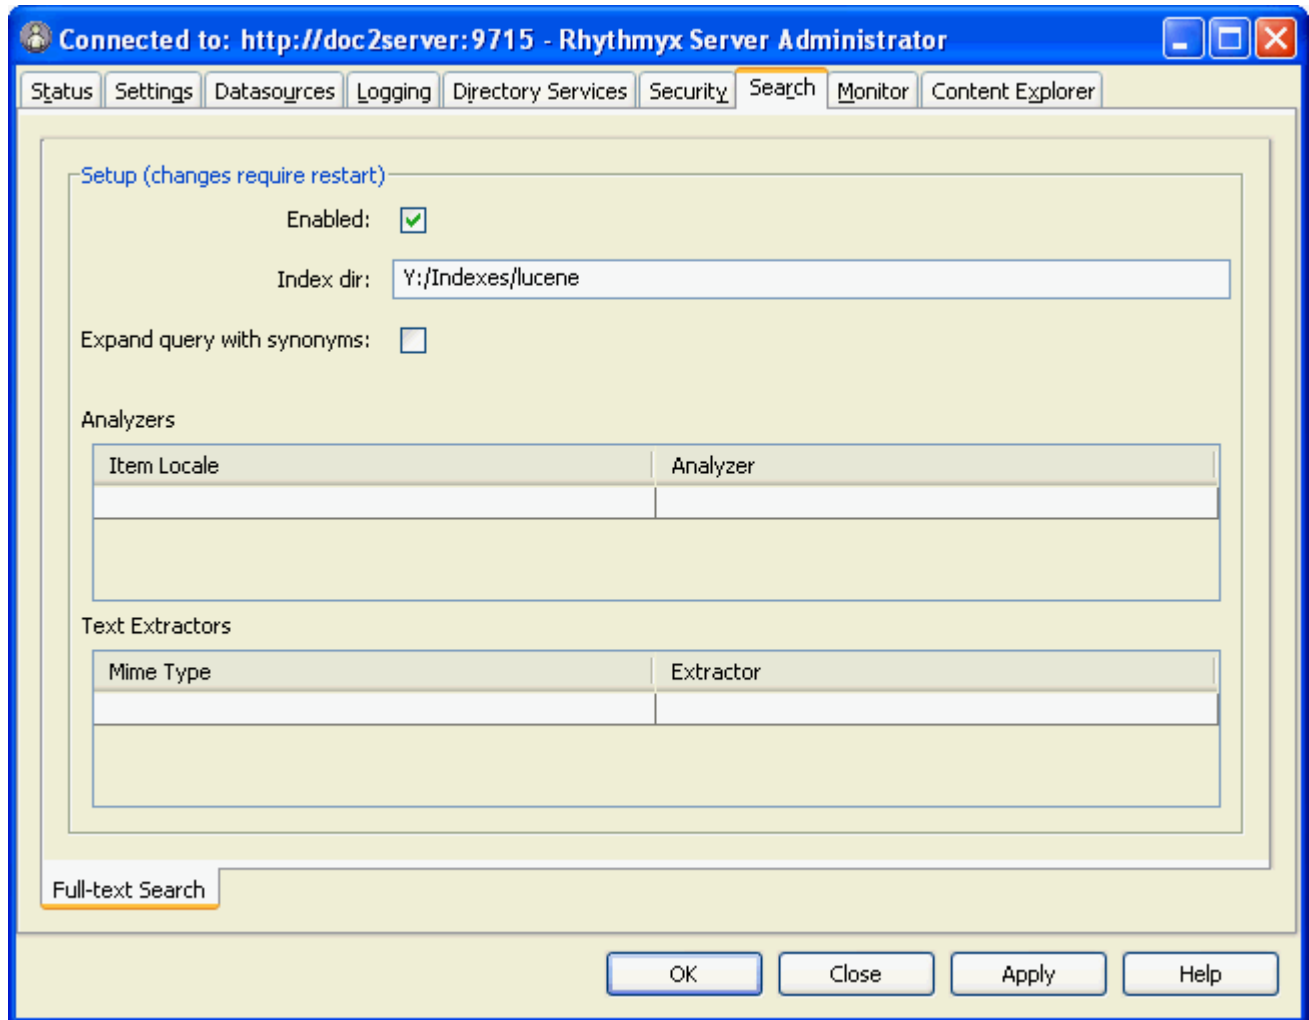 Connected to: http://doc2server:9715 - Rhythmyx Server Administrator
Status Settings Datasources Logging Directory Services Security Search Monitor Content Explorer
Setup (changes require restart)
Enabled:
Index dir: Y:/Indexes/lucene
Expand query with synonyms:
Analyzers
Item Locale Analyzer
Text Extractors
Mime Type Extractor
Full-text Search
OK Close Apply Help